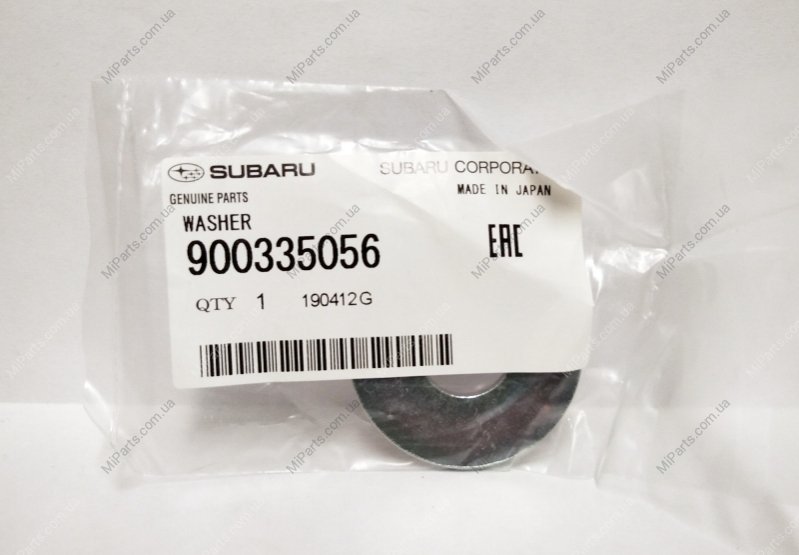 SUBARU
SUBARU CORPORAT
GENUINE PARTS
MADE IN JAPAN
WASHER
900335056
EAC
QTY 1 190412G
MiParts.com.ua